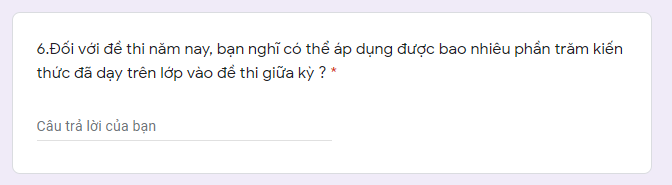 6.Đối với đề thi năm nay, bạn nghĩ có thể áp dụng được bao nhiêu phần trăm kiến
thức đã dạy trên lớp vào đề thi giữa kỳ ? *
Câu trả lời của bạn